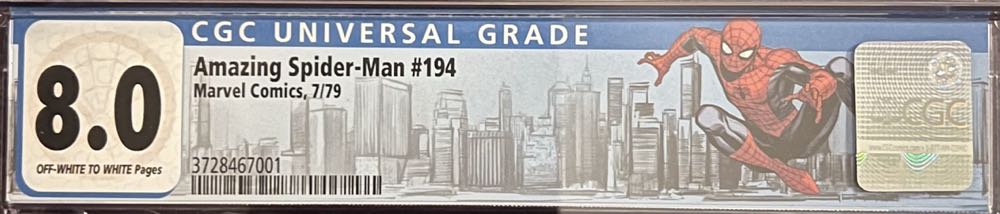 CGC UNIVERSAL GRADE
8.0
OFF-WHITE TO WHITE Pages
Amazing Spider-Man #194
Marvel Comics, 7/79
3728467001
CGC